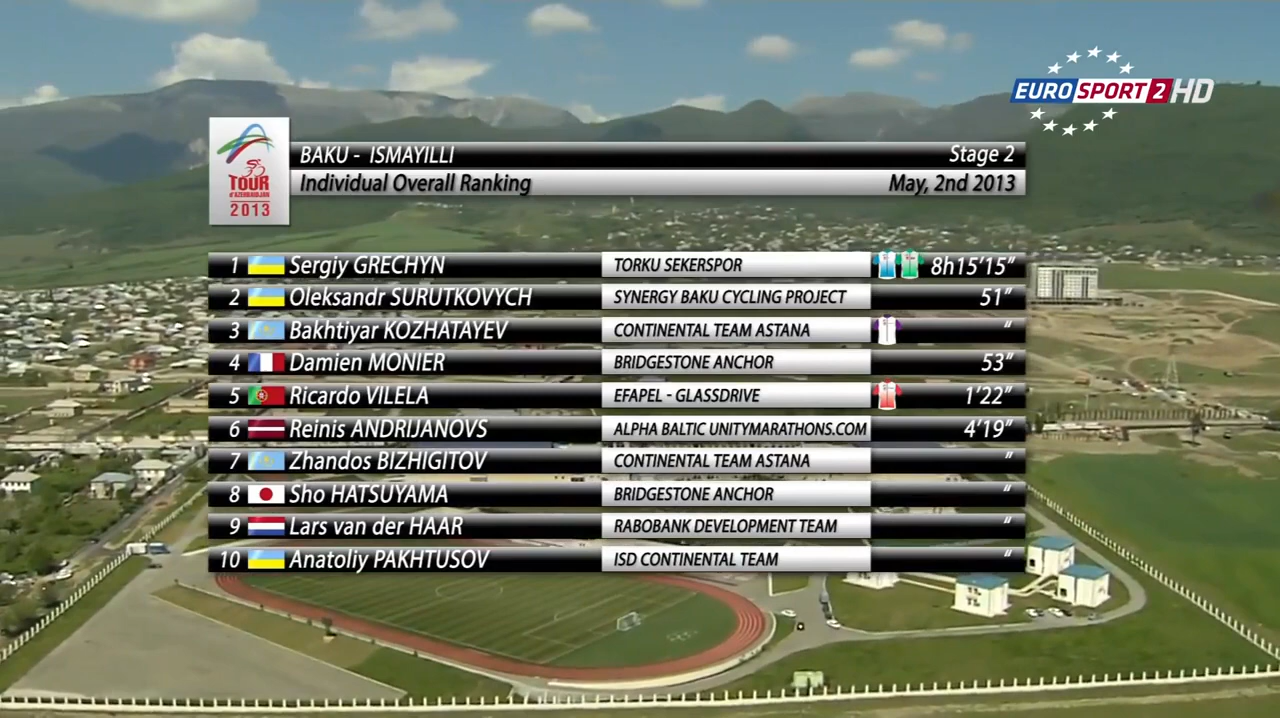 EUROSPORT 2 HD
TOUR
d'AZERBAIDJAN
2013
BAKU - ISMAYILLI Stage 2
Individual Overall Ranking May, 2nd 2013
1 Sergiy GRECHYN TORKU SEKERSPOR 8h15'15"
2 Oleksandr SURUTKOVYCH SYNERGY BAKU CYCLING PROJECT 51"
3 Bakhtiyar KOZHATAYEV CONTINENTAL TEAM ASTANA "
4 Damien MONIER BRIDGESTONE ANCHOR 53"
5 Ricardo VILELA EFAPEL - GLASSDRIVE 1'22"
6 Reinis ANDRIJANOVS ALPHA BALTIC UNITYMARATHONS.COM 4'19"
7 Zhandos BIZHIGITOV CONTINENTAL TEAM ASTANA "
8 Sho HATSUYAMA BRIDGESTONE ANCHOR "
9 Lars van der HAAR RABOBANK DEVELOPMENT TEAM "
10 Anatoliy PAKHTUSOV ISD CONTINENTAL TEAM "